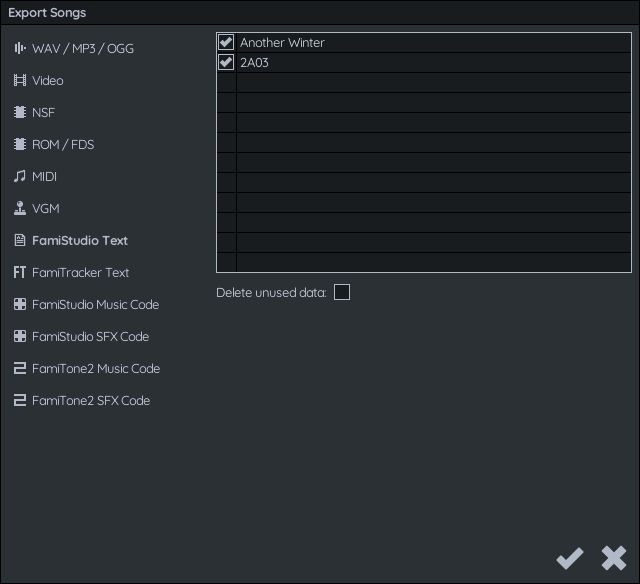 Export Songs
WAV / MP3 / OGG
Video
NSF
ROM / FDS
MIDI
VGM
FamiStudio Text
FamiTracker Text
FamiStudio Music Code
FamiStudio SFX Code
FamiTone2 Music Code
FamiTone2 SFX Code
Another Winter
2A03
Delete unused data: